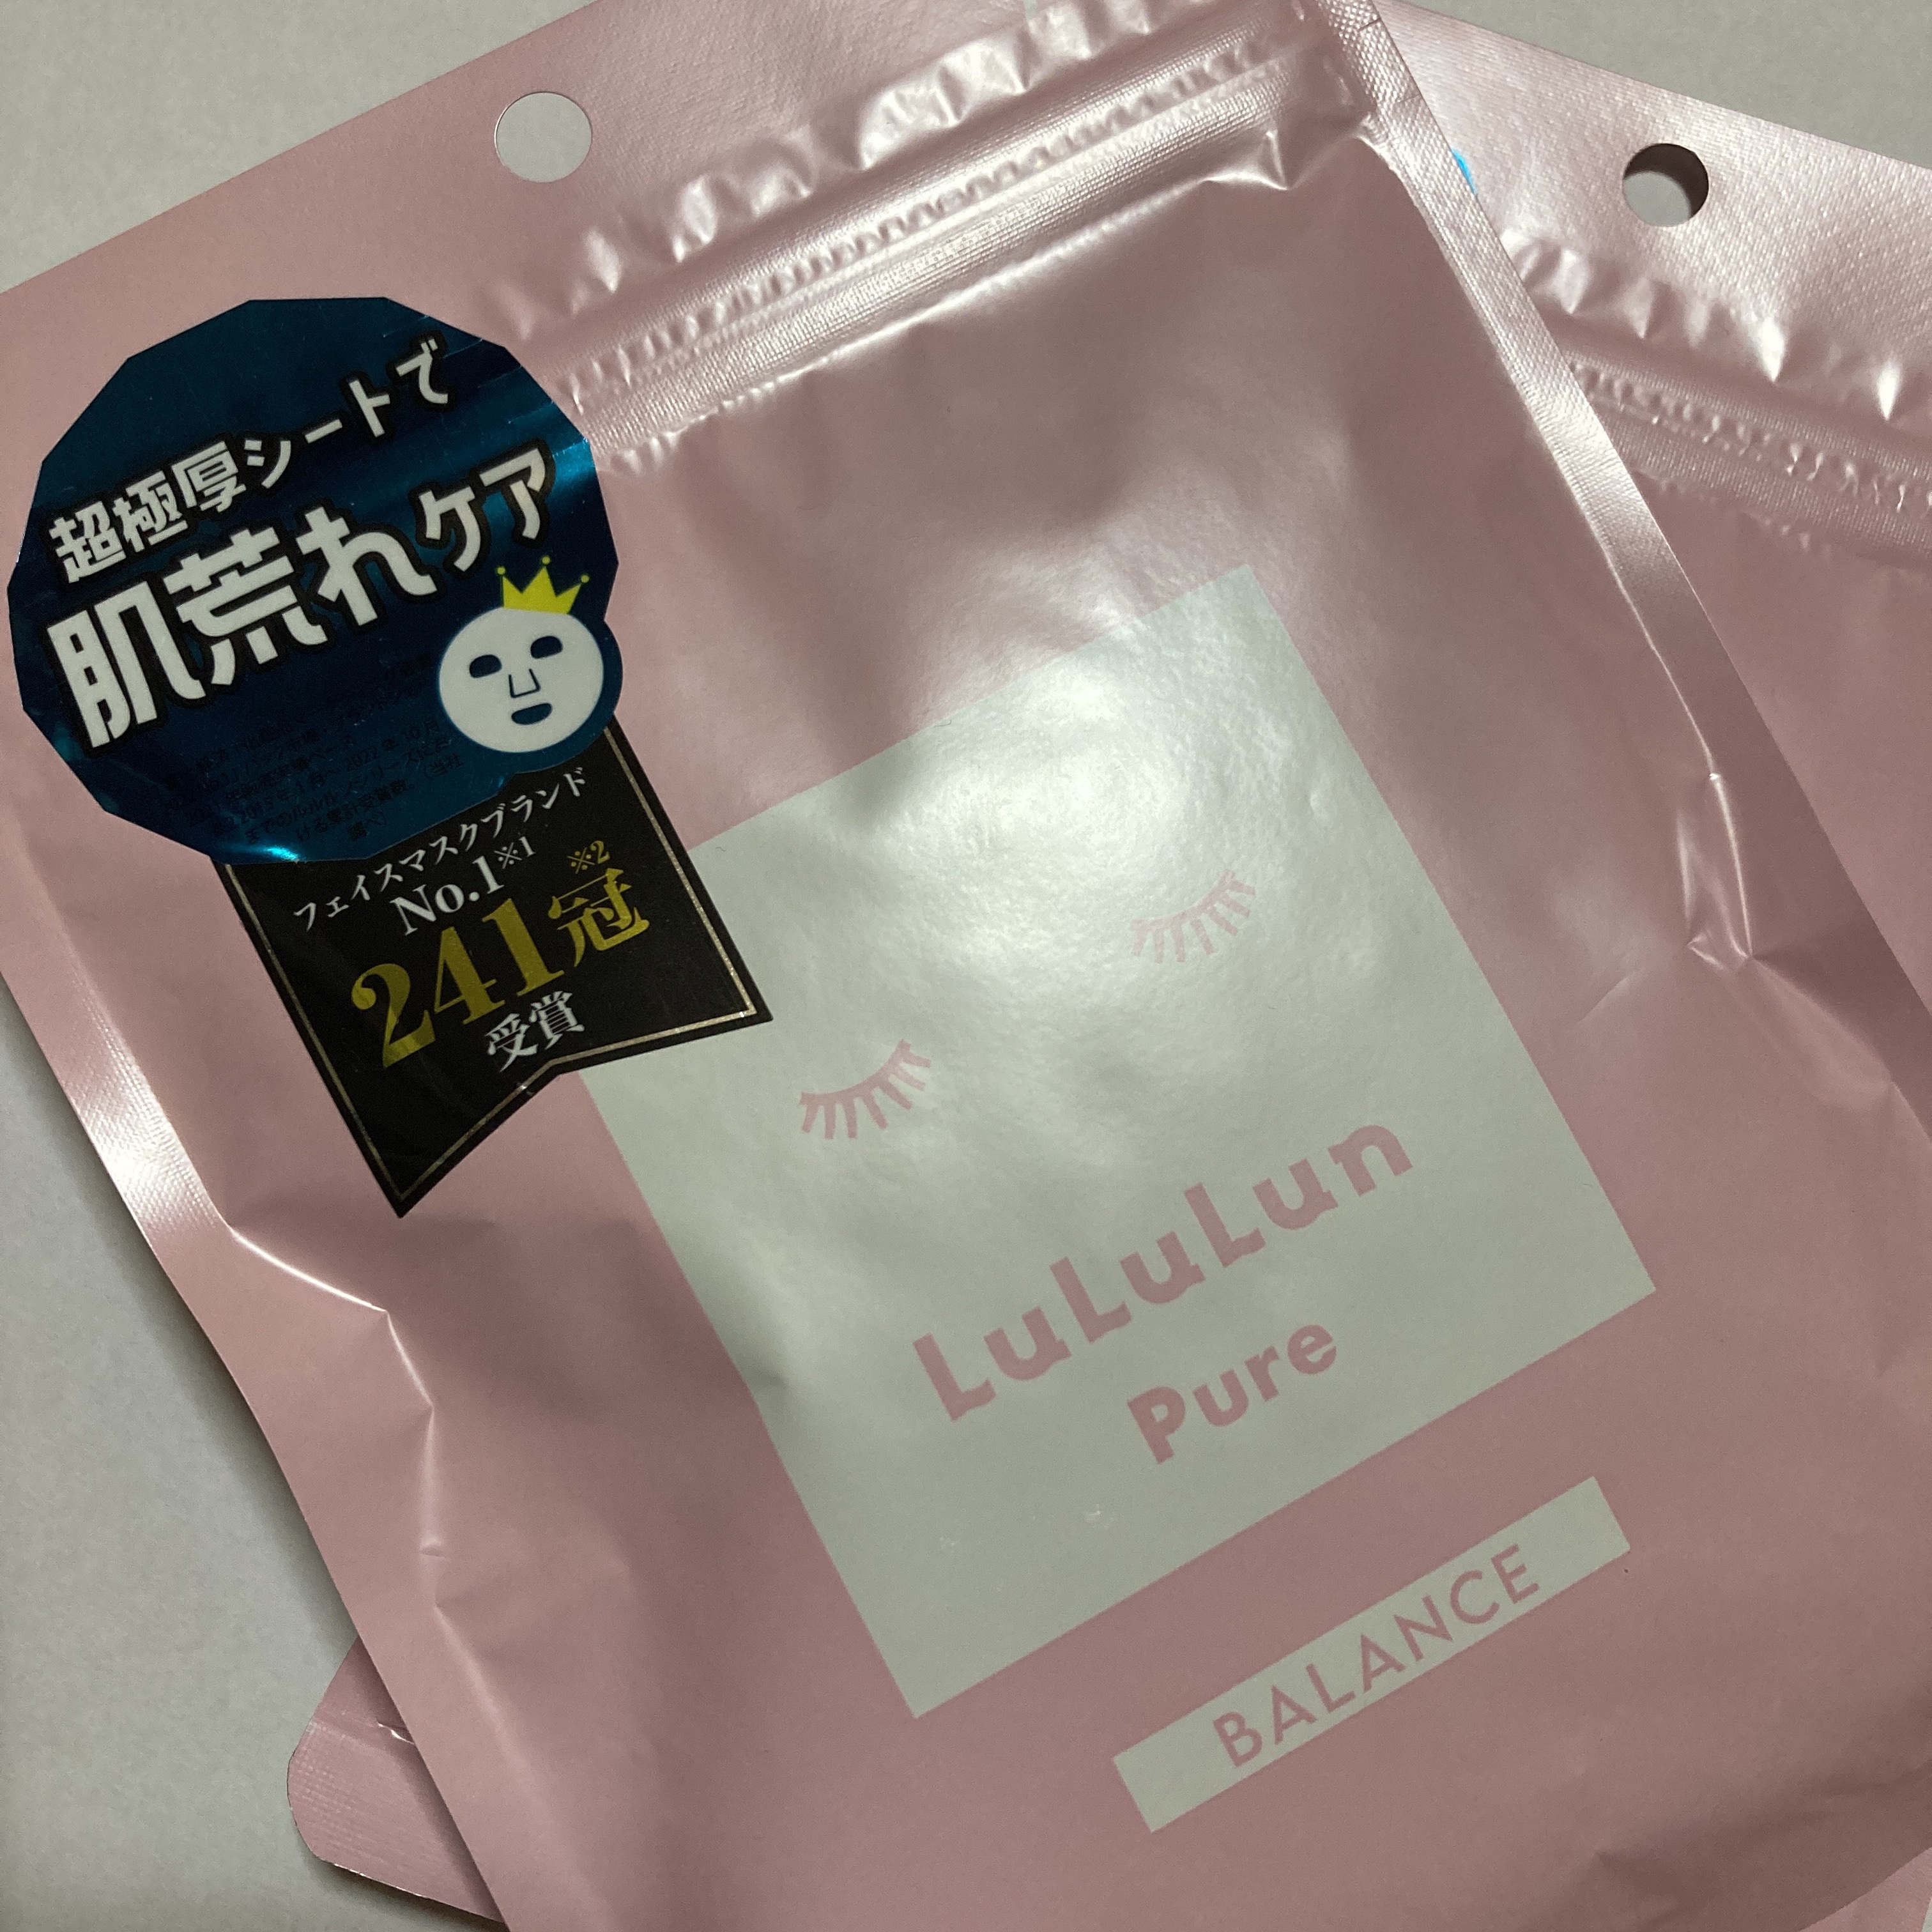 超極厚シートで
肌荒れケア
フェイスマスクブランド
No.1※1
※2
241冠
受賞
LuLuLun
Pure
BALANCE